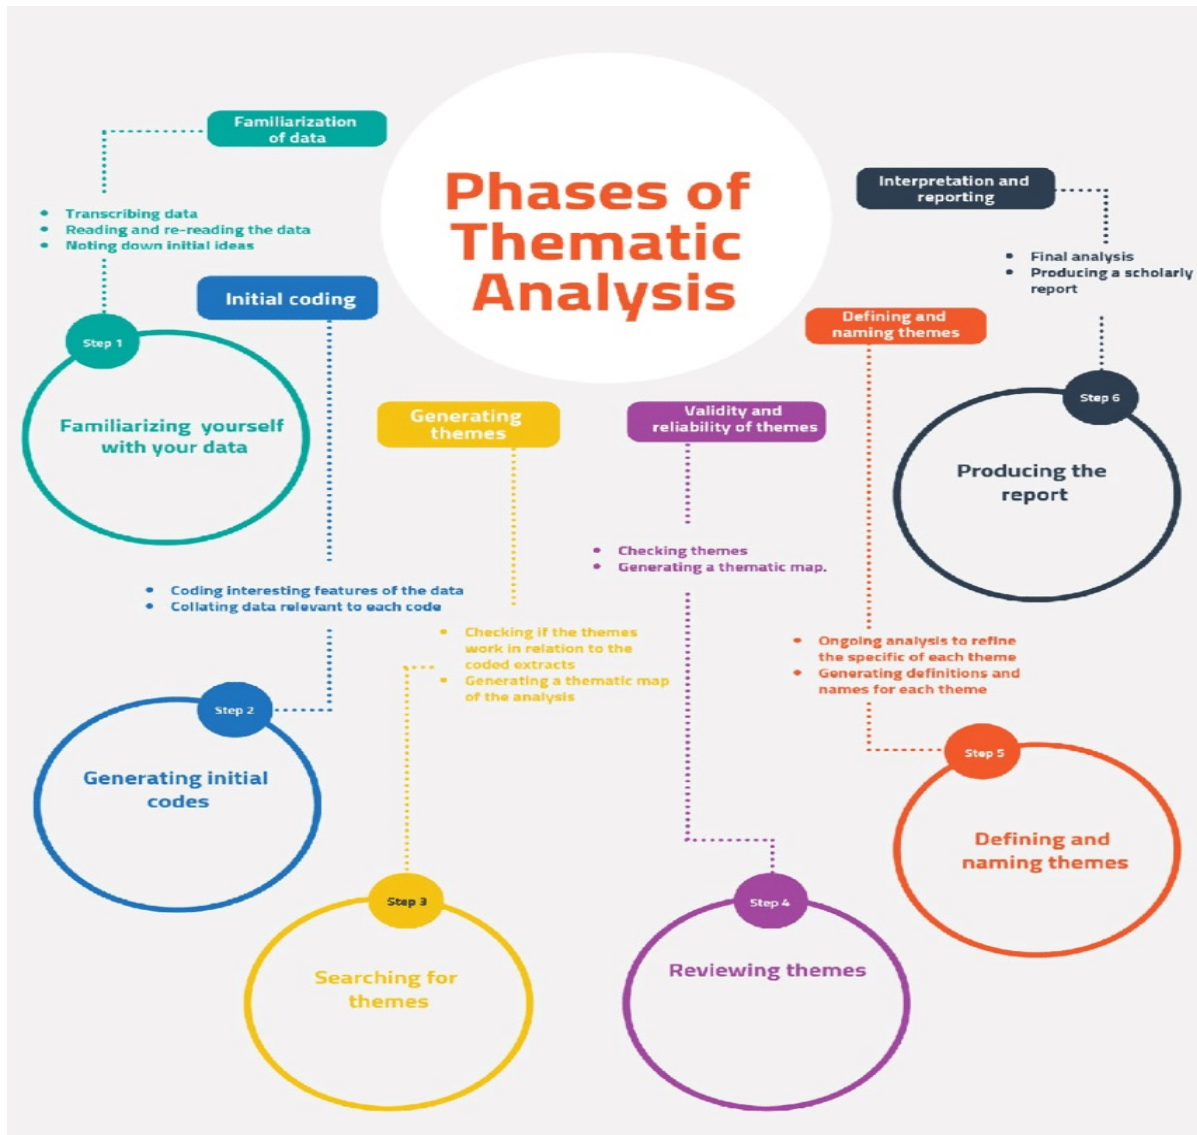 Phases of
Thematic
Analysis
Familiarization
of data
• Transcribing data
• Reading and re-reading the data
• Noting down initial ideas
Step 1
Familiarizing yourself
with your data
Initial coding
• Coding interesting features of the data
• Collating data relevant to each code
Step 2
Generating initial
codes
Generating
themes
• Checking if the themes
work in relation to the
coded extracts
• Generating a thematic map
of the analysis
Step 3
Searching for
themes
Validity and
reliability of themes
• Checking themes
• Generating a thematic map.
Step 4
Reviewing themes
Defining and
naming themes
• Ongoing analysis to refine
the specific of each theme
• Generating definitions and
names for each theme
Step 5
Defining and
naming themes
Interpretation and
reporting
• Final analysis
• Producing a scholarly
report
Step 6
Producing the
report